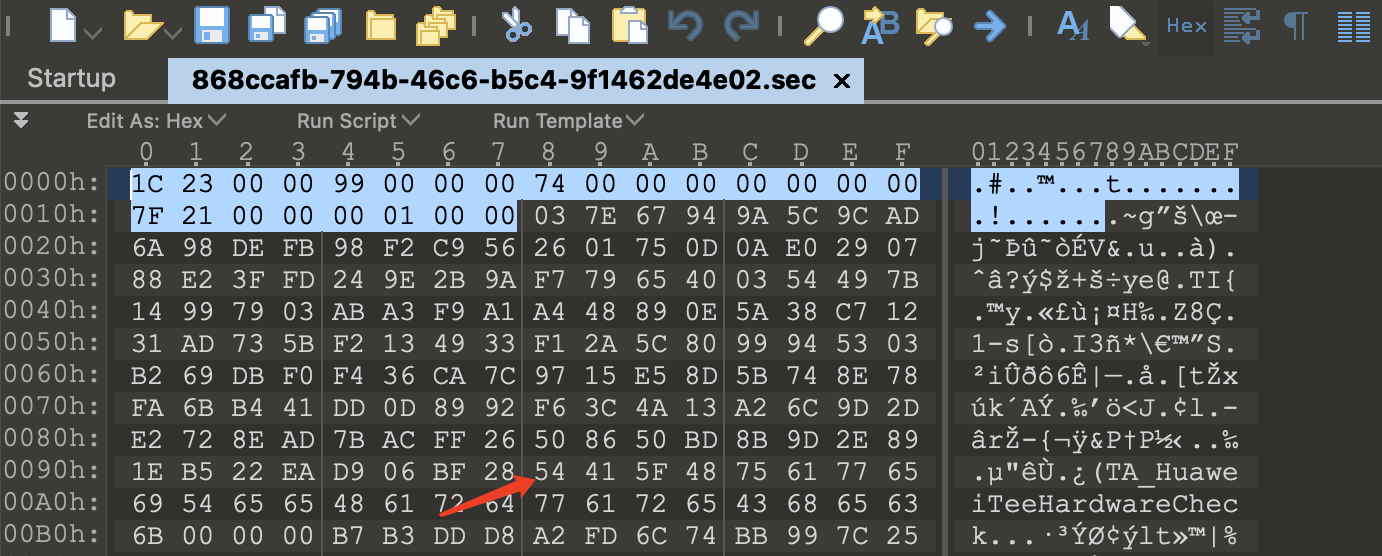 Hex
Startup 868ccafb-794b-46c6-b5c4-9f1462de4e02.sec ×
Edit As: Hex Run Script Run Template
0 1 2 3 4 5 6 7 8 9 A B C D E F 0123456789ABCDEF
0000h: 1C 23 00 00 99 00 00 00 74 00 00 00 00 00 00 00 .#..™...t.......
0010h: 7F 21 00 00 00 01 00 00 03 7E 67 94 9A 5C 9C AD .!.......~g”š\œ-
0020h: 6A 98 DE FB 98 F2 C9 56 26 01 75 0D 0A E0 29 07 j˜Þû˜òÉV&.u..à).
0030h: 88 E2 3F FD 24 9E 2B 9A F7 79 65 40 03 54 49 7B ˆâ?ý$ž+š÷ye@.TI{
0040h: 14 99 79 03 AB A3 F9 A1 A4 48 89 0E 5A 38 C7 12 .™y.«£ù¡¤H‰.Z8Ç.
0050h: 31 AD 73 5B F2 13 49 33 F1 2A 5C 80 99 94 53 03 1-s[ò.I3ñ*\€™”S.
0060h: B2 69 DB F0 F4 36 CA 7C 97 15 E5 8D 5B 74 8E 78 ²iÛðô6Ê|—.å.[tŽx
0070h: FA 6B B4 41 DD 0D 89 92 F6 3C 4A 13 A2 6C 9D 2D úk´AÝ.‰’ö<J.¢l.-
0080h: E2 72 8E AD 7B AC FF 26 50 86 50 BD 8B 9D 2E 89 ârŽ-{¬ÿ&P†P½‹..‰
0090h: 1E B5 22 EA D9 06 BF 28 54 41 5F 48 75 61 77 65 .µ"êÙ.¿(TA_Huawe
00A0h: 69 54 65 65 48 61 72 64 77 61 72 65 43 68 65 63 iTeeHardwareChec
00B0h: 6B 00 00 00 B7 B3 DD D8 A2 FD 6C 74 BB 99 7C 25 k...·³ÝØ¢ýlt»™|%